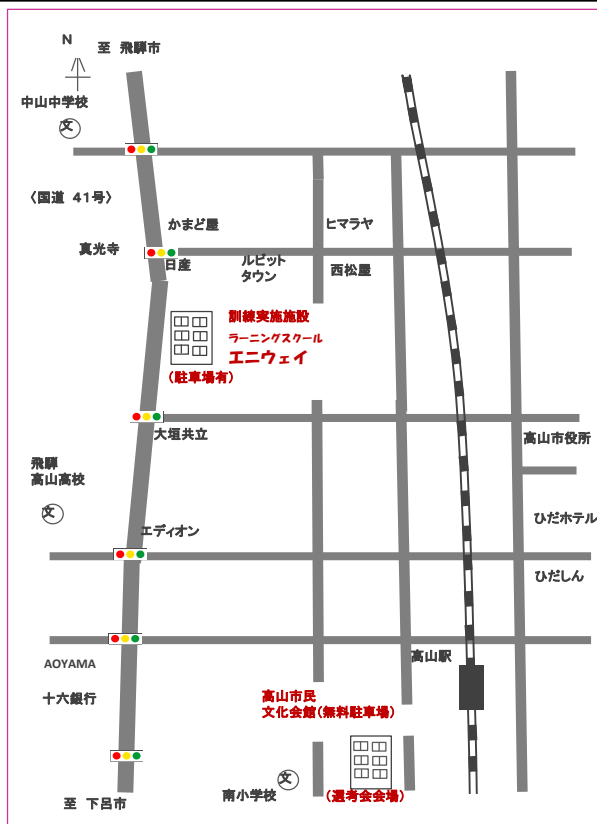 N
至 飛騨市
中山中学校
文
〈国道 41号〉
かまど屋
ヒマラヤ
真光寺
日産
ルビット
タウン
西松屋
訓練実施施設
ラーニングスクール
エニウェイ
(駐車場有)
大垣共立
高山市役所
飛騨
高山高校
文
ひだホテル
エディオン
ひだしん
AOYAMA
高山駅
十六銀行
高山市民
文化会館(無料駐車場)
文
南小学校
(選考会会場)
至 下呂市